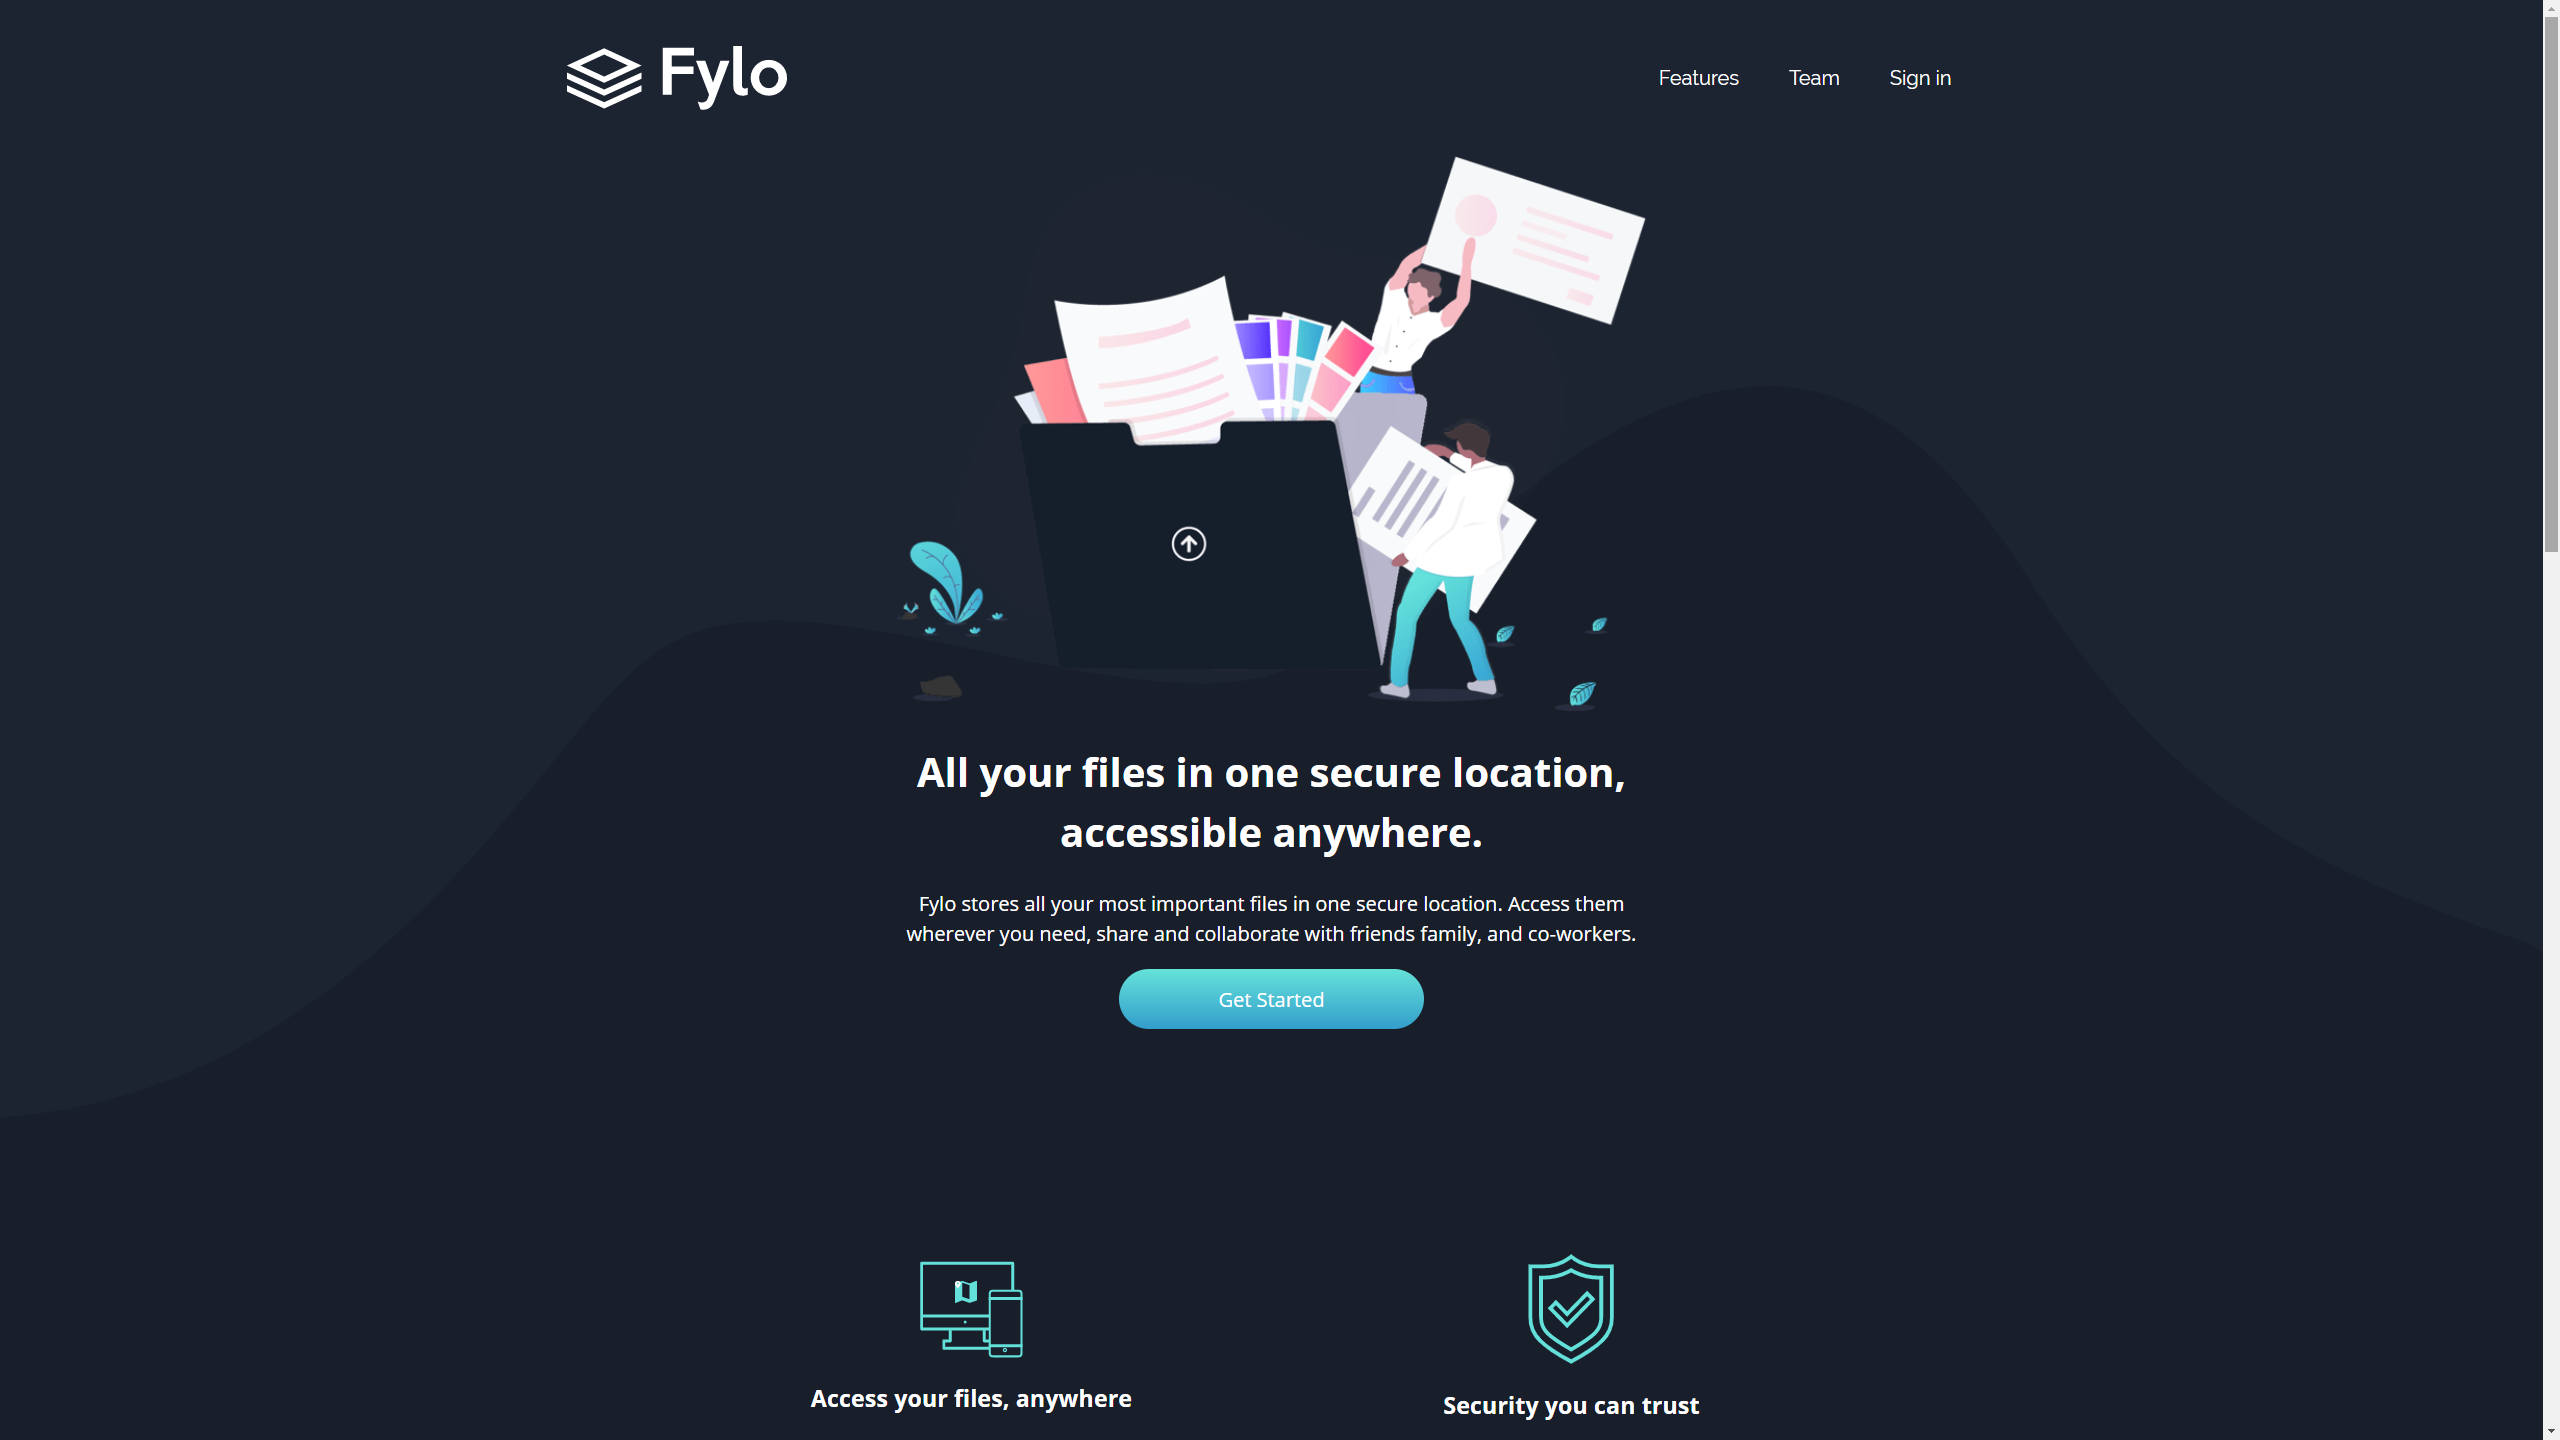 Fylo
Features
Team
Sign in
All your files in one secure location,
accessible anywhere.
Fylo stores all your most important files in one secure location. Access them
wherever you need, share and collaborate with friends family, and co-workers.
Get Started
Access your files, anywhere
Security you can trust